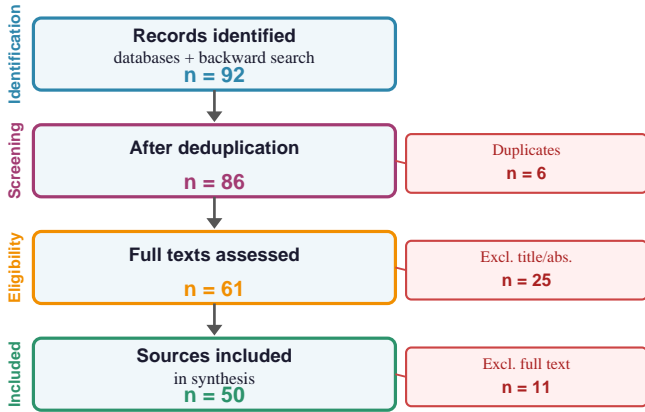 Identification
Records identified
databases + backward search
n = 92
Screening
After deduplication
n = 86
Duplicates
n = 6
Eligibility
Full texts assessed
n = 61
Excl. title/abs.
n = 25
Included
Sources included
in synthesis
n = 50
Excl. full text
n = 11